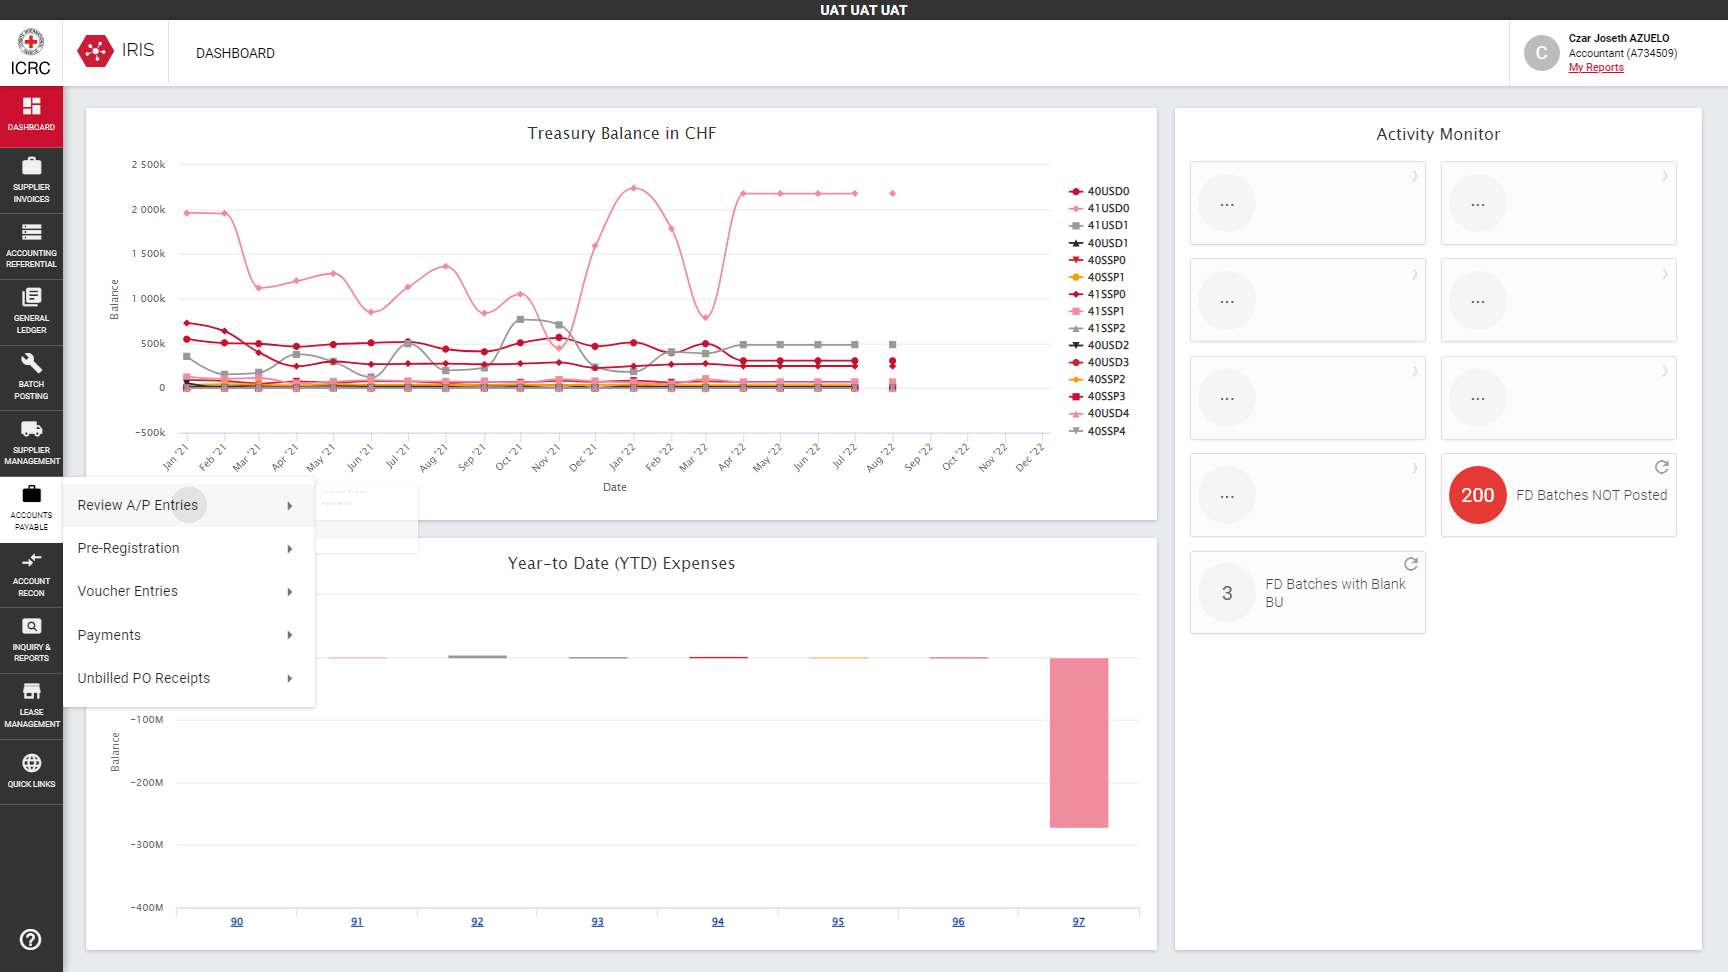 UAT UAT UAT
ICRC
IRIS
DASHBOARD
C
Czar Joseth AZUELO
Accountant (A734509)
My Reports
DASHBOARD
SUPPLIER
INVOICES
ACCOUNTING
REFERENTIAL
GENERAL
LEDGER
BATCH
POSTING
SUPPLIER
MANAGEMENT
ACCOUNTS
PAYABLE
ACCOUNT
RECON
INQUIRY &
REPORTS
LEASE
MANAGEMENT
QUICK LINKS
Review A/P Entries
Pre-Registration
Voucher Entries
Payments
Unbilled PO Receipts
Treasury Balance in CHF
Balance
2 500k
2 000k
1 500k
1 000k
500k
0
-500k
Jan '21
Feb '21
Mar '21
Apr '21
May '21
Jun '21
Jul '21
Aug '21
Sep '21
Oct '21
Nov '21
Dec '21
Jan '22
Feb '22
Mar '22
Apr '22
May '22
Jun '22
Jul '22
Aug '22
Sep '22
Oct '22
Nov '22
Dec '22
Date
40USD0
41USD0
41USD1
40USD1
40SSP0
40SSP1
41SSP0
41SSP1
41SSP2
40USD2
40USD3
40SSP2
40SSP3
40USD4
40SSP4
Year-to Date (YTD) Expenses
Balance
-100M
-200M
-300M
-400M
90
91
92
93
94
95
96
97
Activity Monitor
...
...
...
...
...
...
...
200
FD Batches NOT Posted
3
FD Batches with Blank
BU